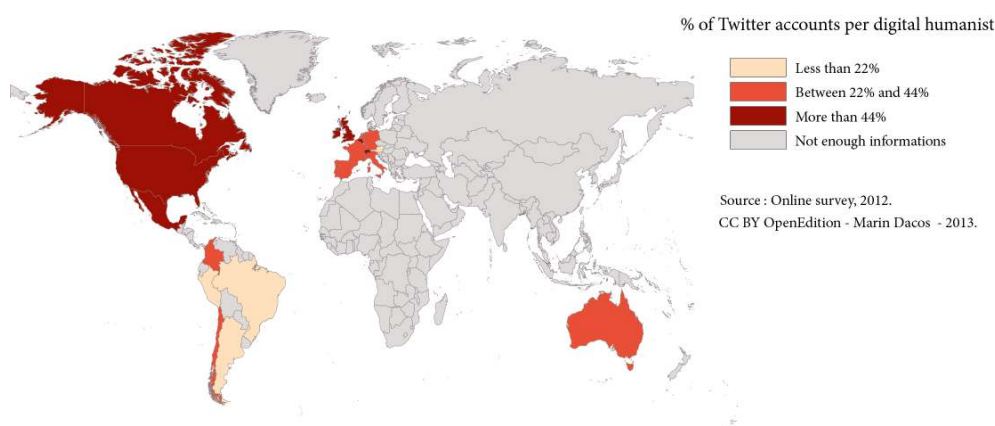 % of Twitter accounts per digital humanist
Less than 22%
Between 22% and 44%
More than 44%
Not enough informations
Source : Online survey, 2012.
CC BY OpenEdition - Marin Dacos - 2013.